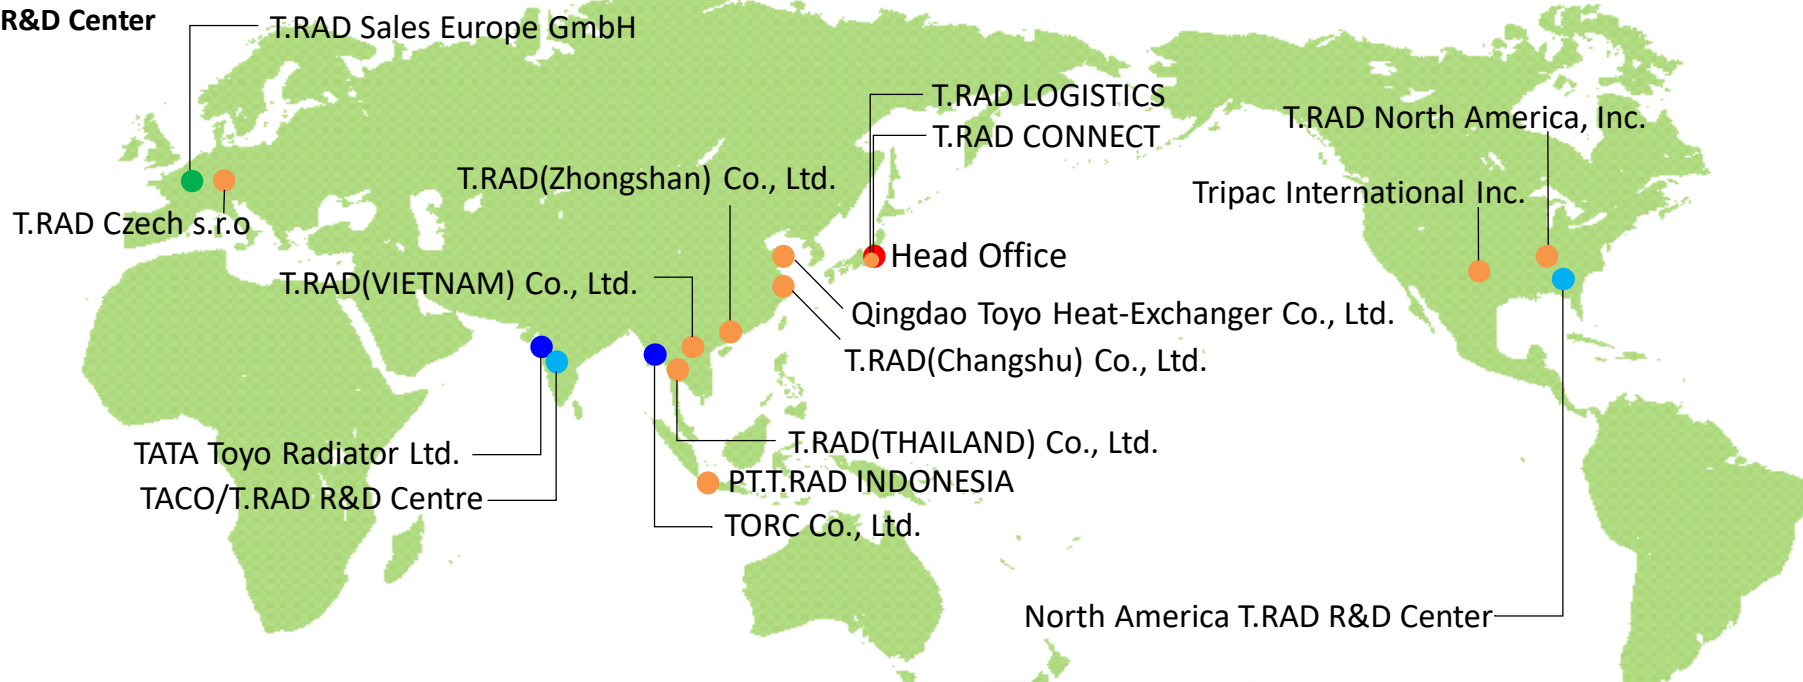 R&D Center
T.RAD Sales Europe GmbH
T.RAD LOGISTICS
T.RAD North America, Inc.
T.RAD CONNECT
T.RAD(Zhongshan) Co., Ltd.
Tripac International Inc.
T.RAD Czech s.r.o
Head Office
T.RAD(VIETNAM) Co., Ltd.
Qingdao Toyo Heat-Exchanger Co., Ltd.
T.RAD(Changshu) Co., Ltd.
T.RAD(THAILAND) Co., Ltd.
TATA Toyo Radiator Ltd.
PT.T.RAD INDONESIA
TACO/T.RAD R&D Centre
TORC Co., Ltd.
North America T.RAD R&D Center